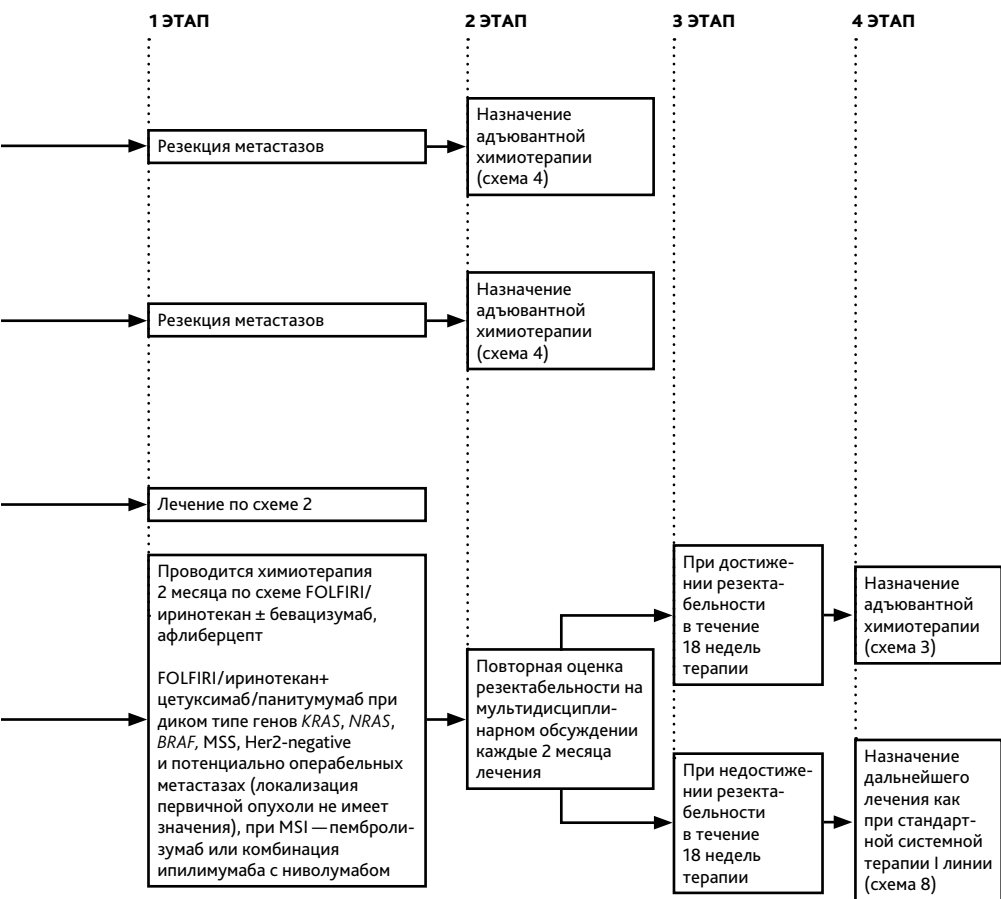 1 ЭТАП
2 ЭТАП
3 ЭТАП
4 ЭТАП
Резекция метастазов
Назначение
адъювантной
химиотерапии
(схема 4)
Резекция метастазов
Назначение
адъювантной
химиотерапии
(схема 4)
Лечение по схеме 2
Проводится химиотерапия
2 месяца по схеме FOLFIRI/
иринотекан ± бевацизумаб,
афлиберцепт
FOLFIRI/иринотекан+
цетуксимаб/панитумумаб при
диком типе генов KRAS, NRAS,
BRAF, MSS, Her2-negative
и потенциально операбельных
метастазах (локализация
первичной опухоли не имеет
значения), при MSI — пемброли-
зумаб или комбинация
ипилимумаба с ниволумабом
Повторная оценка
резектабельности на
мультидисципли-
нарном обсуждении
каждые 2 месяца
лечения
При достиже-
нии резекта-
бельности
в течение
18 недель
терапии
Назначение
адъювантной
химиотерапии
(схема 3)
При недостиже-
нии резекта-
бельности
в течение
18 недель
терапии
Назначение
дальнейшего
лечения как
при стандарт-
ной системной
терапии I линии
(схема 8)